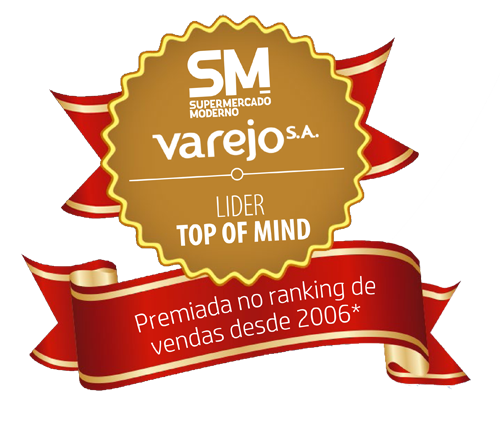 SM
SUPERMERCADO
MODERNO
varejo S.A.
LIDER
TOP OF MIND
Premiada no ranking de
vendas desde 2006*